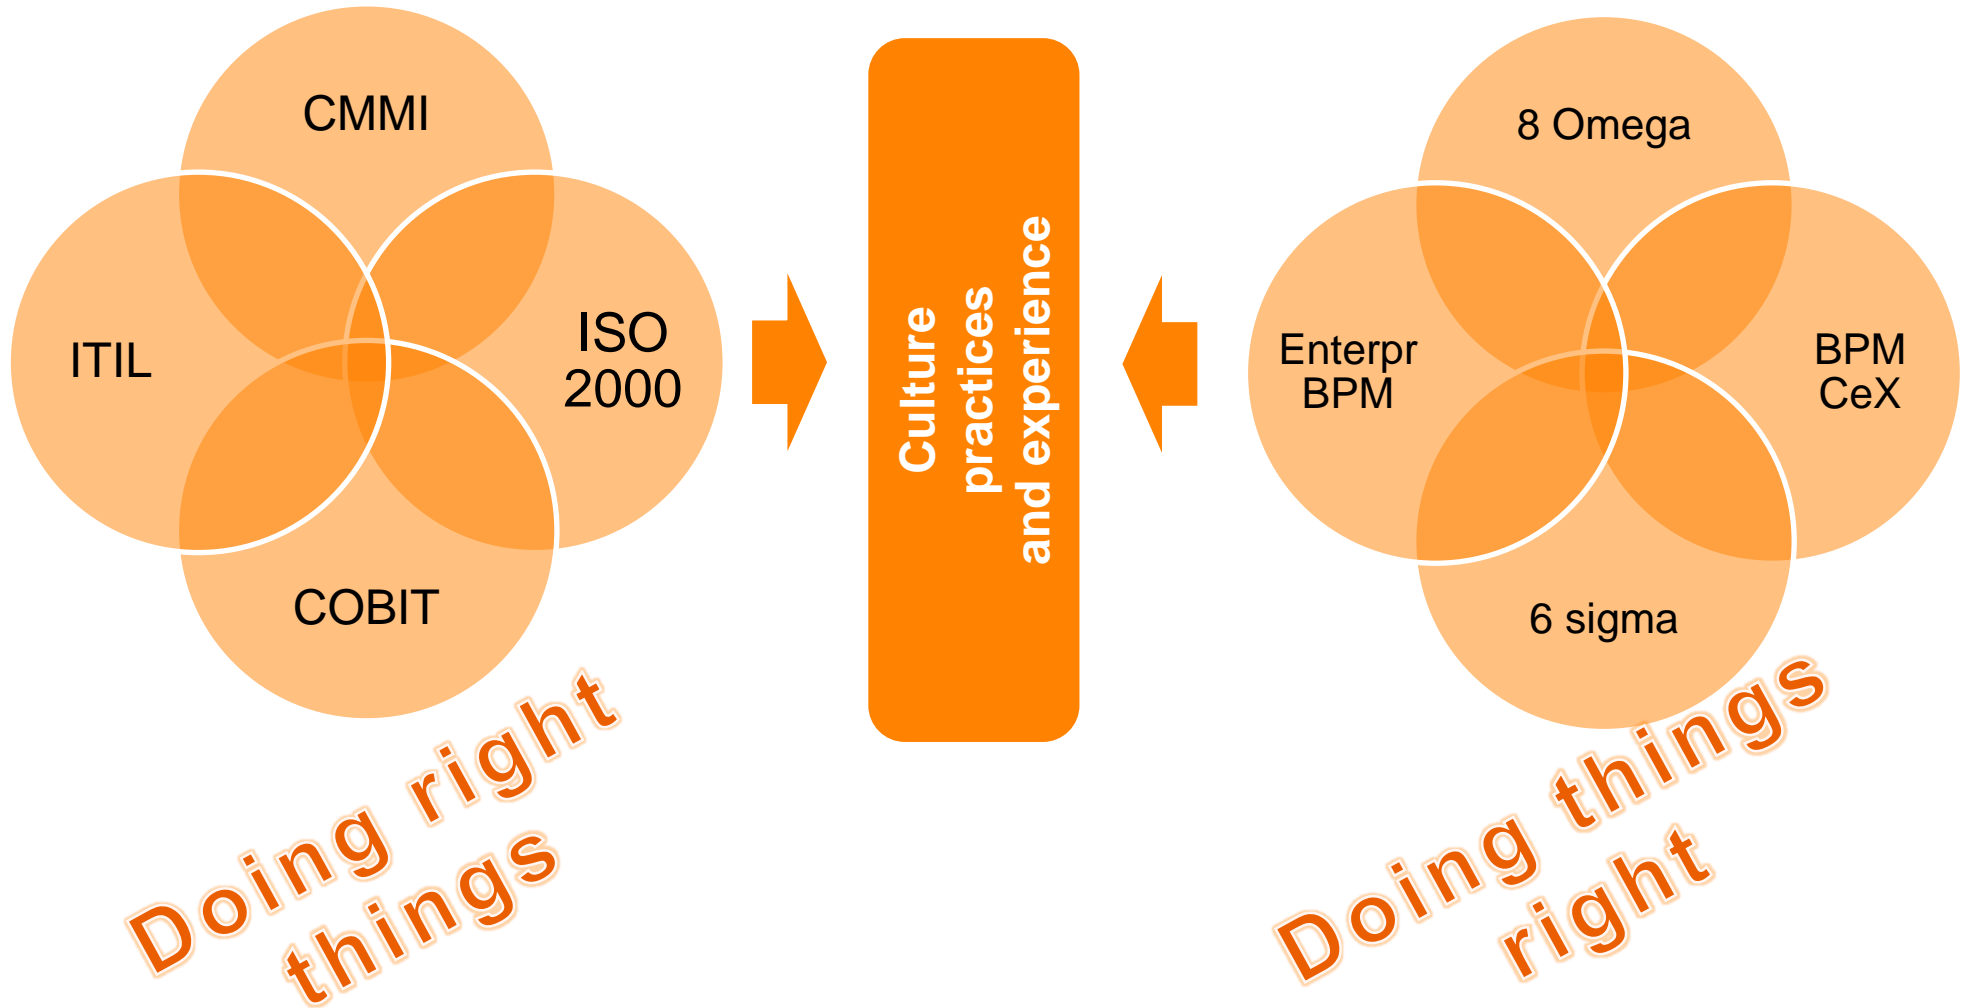 CMMI
ITIL
ISO
2000
COBIT
Doing right
things
Culture
practices
and experience
8 Omega
Enterpr
BPM
BPM
CeX
6 sigma
Doing things
right